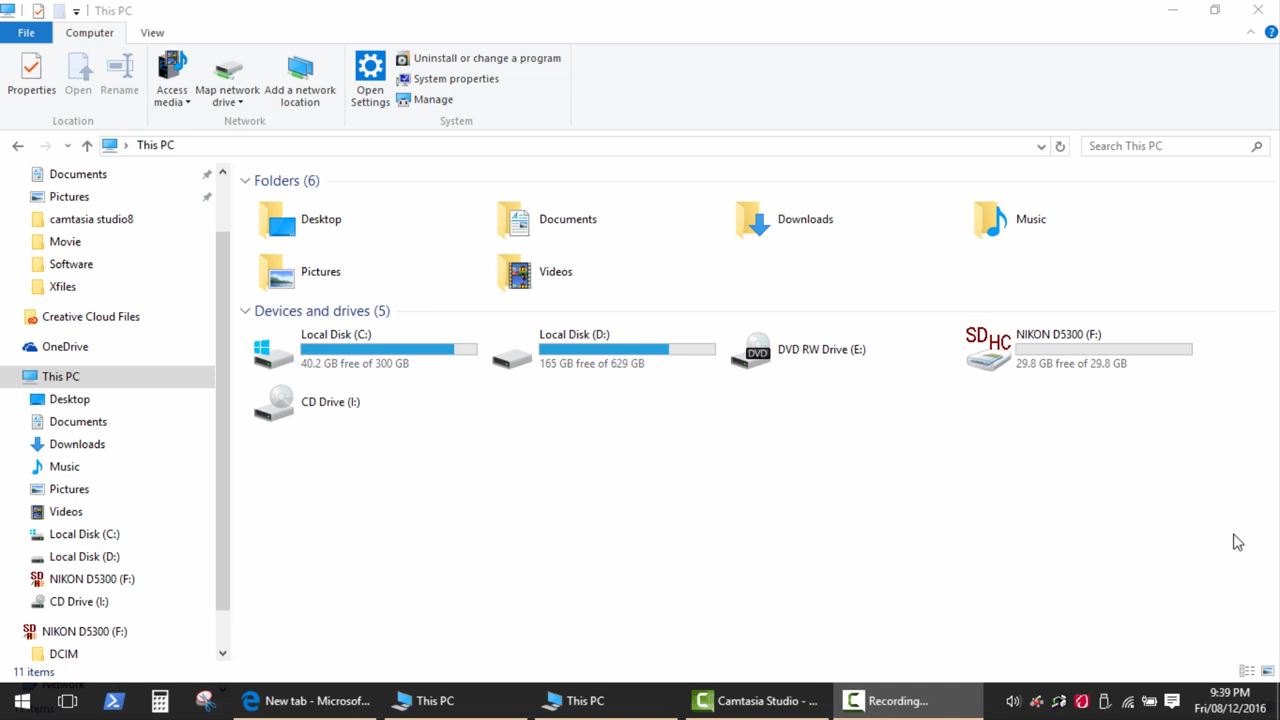 This PC
File
Computer
View
Properties
Open
Rename
Access
media
Map network
drive
Add a network
location
Open
Settings
Uninstall or change a program
System properties
Manage
Location
Network
System
This PC
Search This PC
Documents
Pictures
camtasia studio8
Movie
Software
Xfiles
Creative Cloud Files
OneDrive
This PC
Desktop
Documents
Downloads
Music
Pictures
Videos
Local Disk (C:)
Local Disk (D:)
NIKON D5300 (F:)
CD Drive (I:)
NIKON D5300 (F:)
DCIM
Folders (6)
Desktop
Documents
Downloads
Music
Pictures
Videos
Devices and drives (5)
Local Disk (C:)
40.2 GB free of 300 GB
Local Disk (D:)
165 GB free of 629 GB
DVD
DVD RW Drive (E:)
SDHC
NIKON D5300 (F:)
29.8 GB free of 29.8 GB
CD Drive (I:)
11 items
Network
New tab - Microsof...
This PC
This PC
Camtasia Studio - ...
Recording...
9:39 PM
Fri/08/12/2016